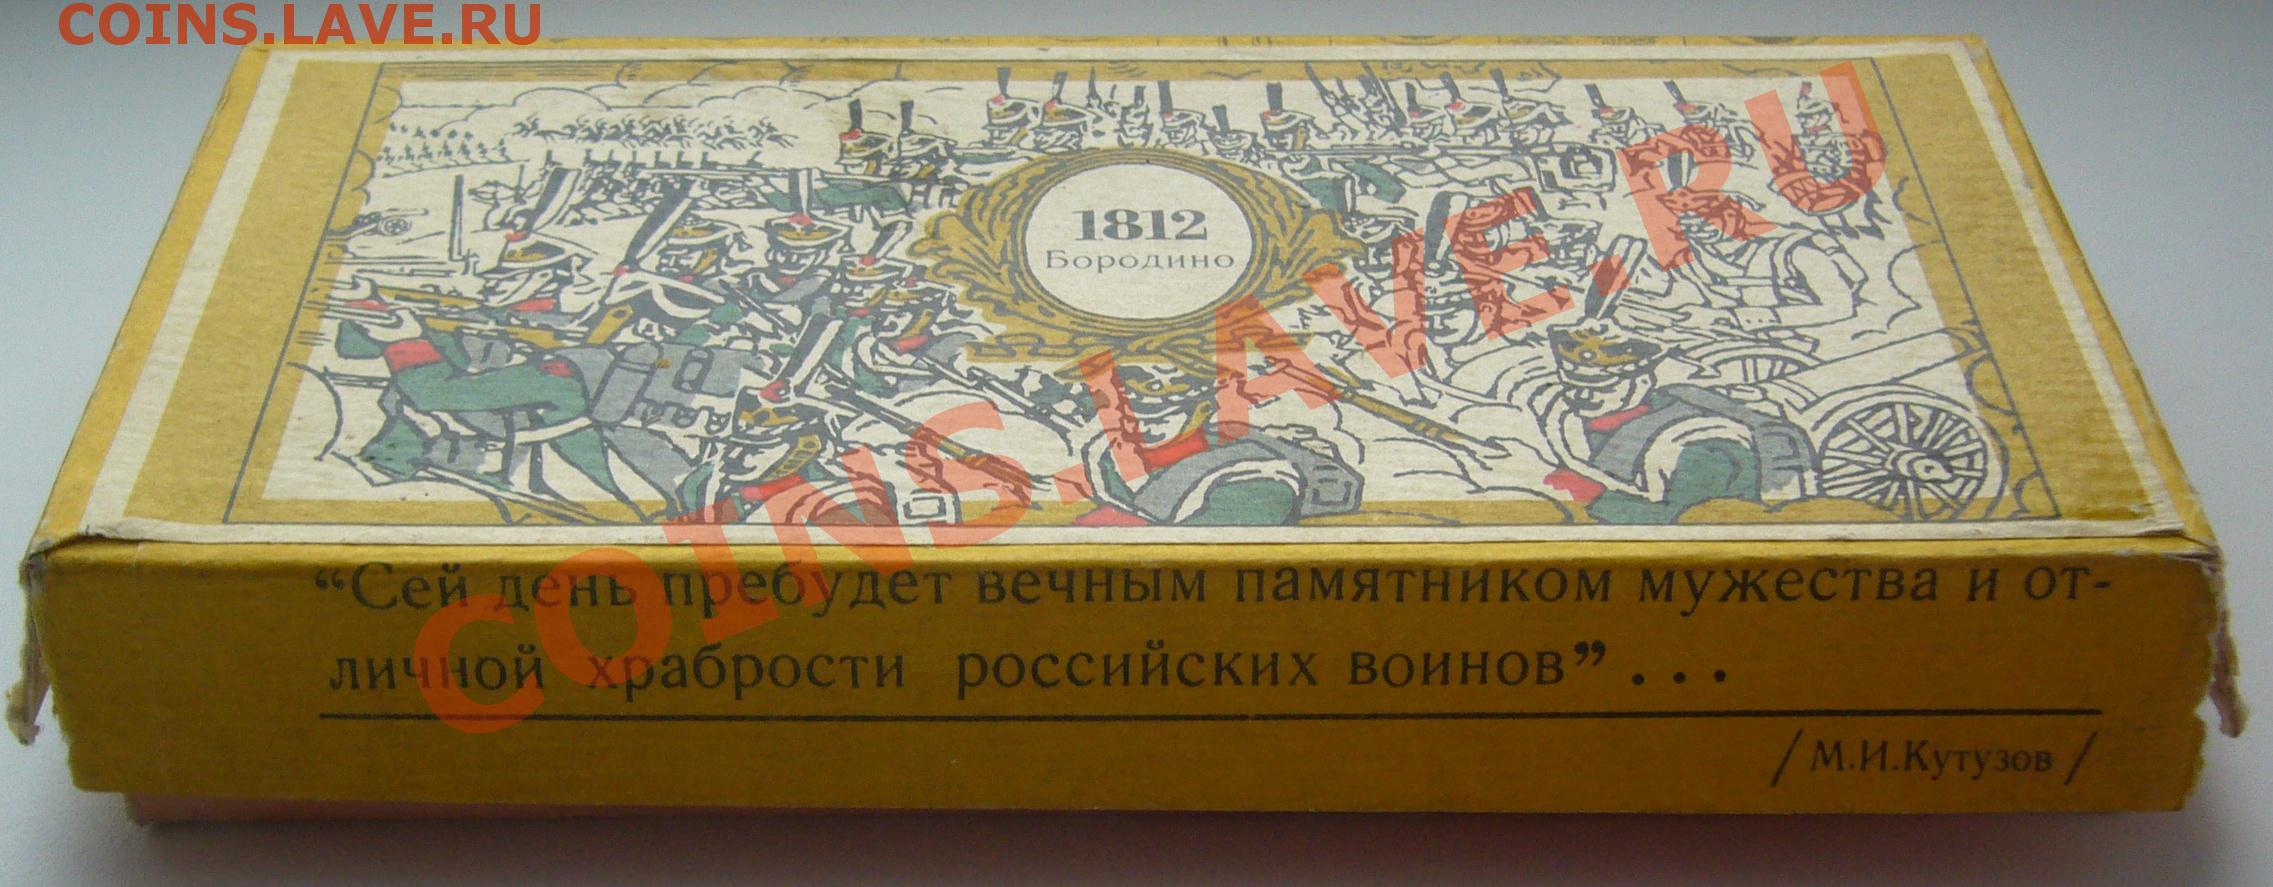 COINS.LAVE.RU
1812
Бородино
COINS.LAVE.RU
“Сей день пребудет вечным памятником мужества и от-
личной храбрости российских воинов” . . .
/ М.И.Кутузов /